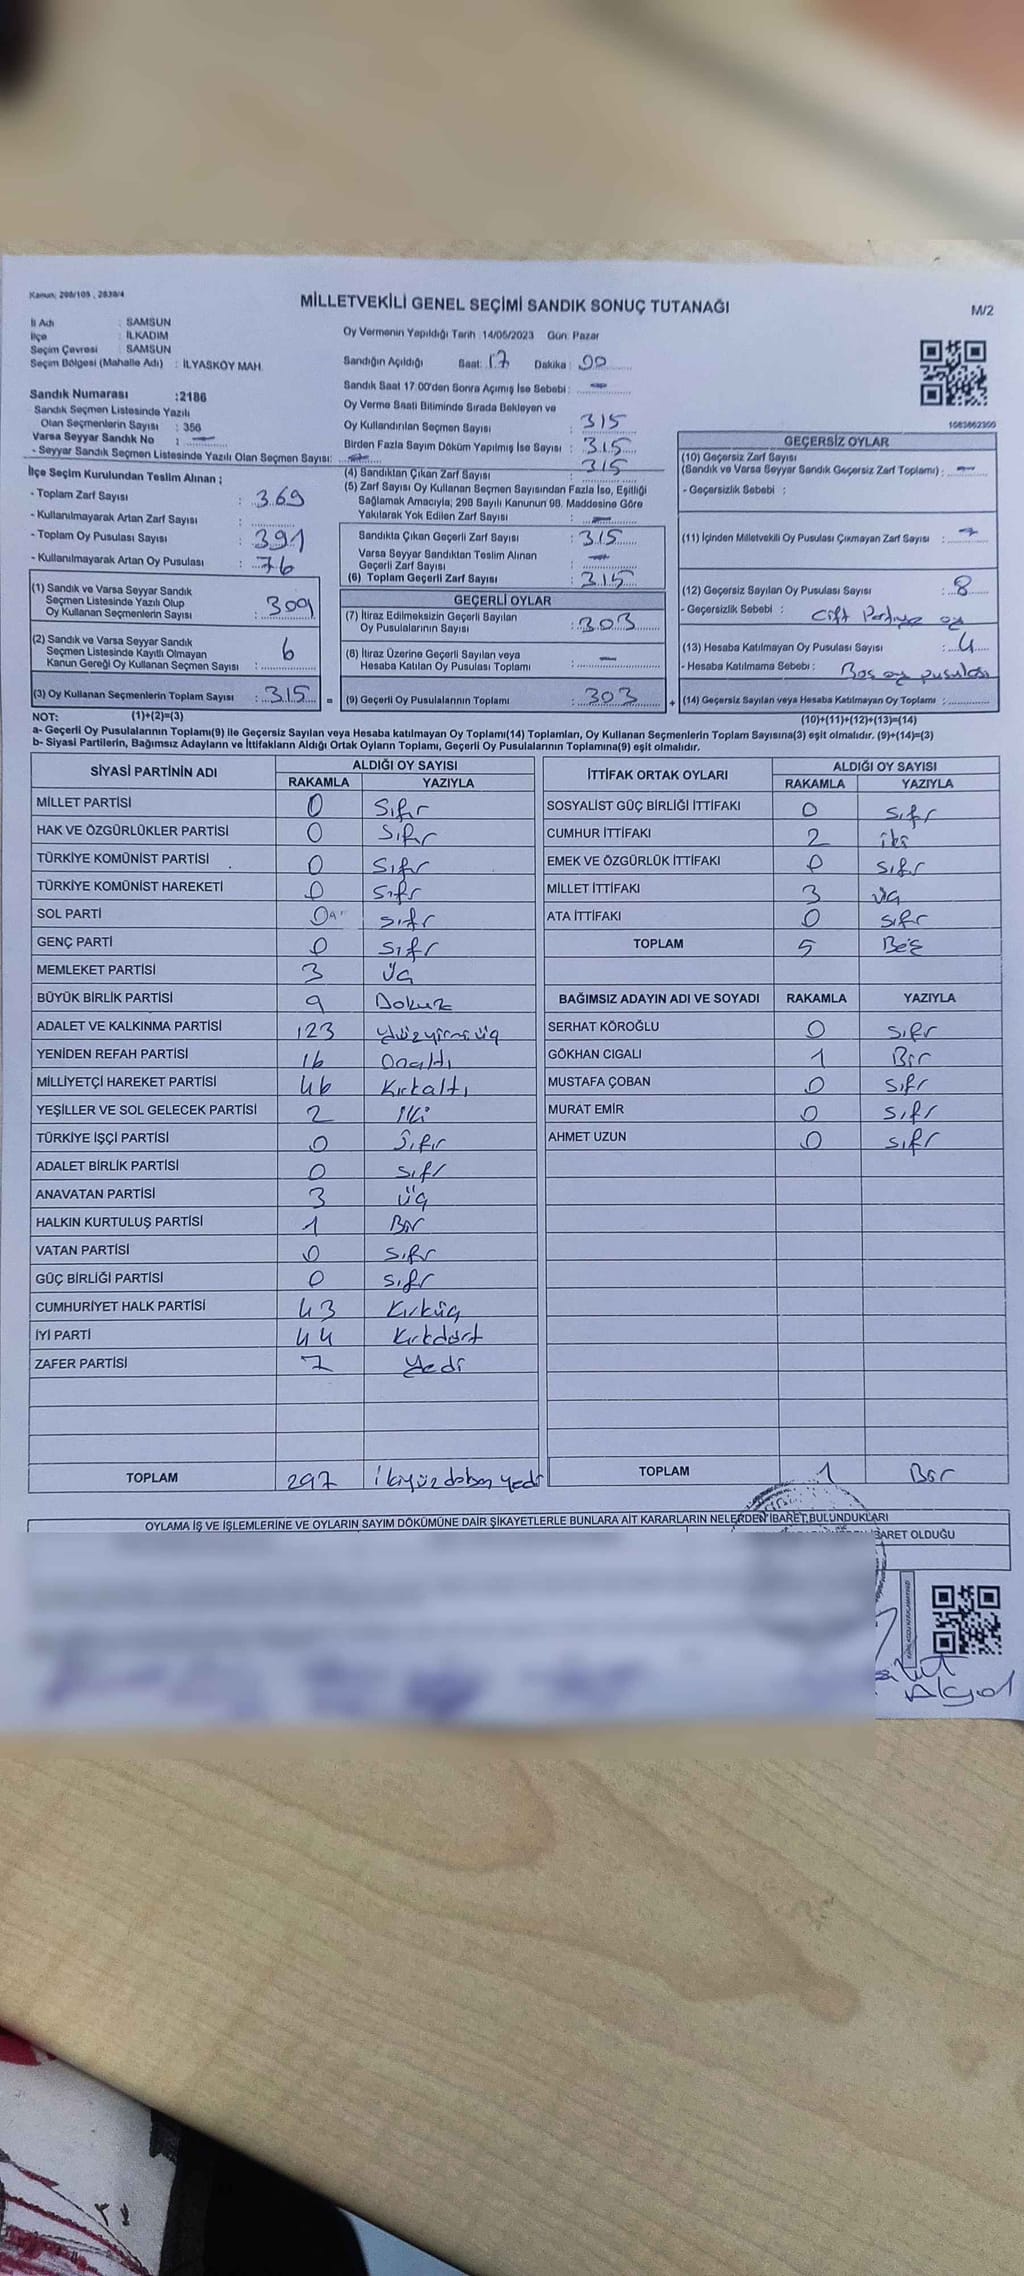 Kanun: 298/105 , 2839/4
MİLLETVEKİLİ GENEL SEÇİMİ SANDIK SONUÇ TUTANAĞI
M/2
İl Adı : SAMSUN
İlçe : İLKADIM
Seçim Çevresi : SAMSUN
Seçim Bölgesi (Mahalle Adı) : İLYASKÖY MAH.
Oy Vermenin Yapıldığı Tarih 14/05/2023 Gün: Pazar
Sandığın Açıldığı Saat: 17 Dakika : 00
Sandık Saat 17:00'den Sonra Açımış İse Sebebi : -
Sandık Numarası :2186
Sandık Seçmen Listesinde Yazılı
Olan Seçmenlerin Sayısı : 356
Varsa Seyyar Sandık No : -
- Seyyar Sandık Seçmen Listesinde Yazılı Olan Seçmen Sayısı: -
Oy Verme Saati Bitiminde Sırada Bekleyen ve
Oy Kullandırılan Seçmen Sayısı : 315
Birden Fazla Sayım Döküm Yapılmış İse Sayısı : 315
1083862300
İlçe Seçim Kurulundan Teslim Alınan ;
- Toplam Zarf Sayısı : 369
- Kullanılmayarak Artan Zarf Sayısı :
- Toplam Oy Pusulası Sayısı : 391
- Kullanılmayarak Artan Oy Pusulası : 76
(1) Sandık ve Varsa Seyyar Sandık
Seçmen Listesinde Yazılı Olup
Oy Kullanan Seçmenlerin Sayısı : 309
(2) Sandık ve Varsa Seyyar Sandık
Seçmen Listesinde Kayıtlı Olmayan
Kanun Gereği Oy Kullanan Seçmen Sayısı : 6
(3) Oy Kullanan Seçmenlerin Toplam Sayısı : 315 =
(4) Sandıktan Çıkan Zarf Sayısı : 315
(5) Zarf Sayısı Oy Kullanan Seçmen Sayısından Fazla İse, Eşitliği
Sağlamak Amacıyla; 298 Sayılı Kanunun 98. Maddesine Göre
Yakılarak Yok Edilen Zarf Sayısı : -
Sandıkta Çıkan Geçerli Zarf Sayısı : 315
Varsa Seyyar Sandıktan Teslim Alınan
Geçerli Zarf Sayısı : -
(6) Toplam Geçerli Zarf Sayısı : 315
GEÇERLİ OYLAR
(7) İtiraz Edilmeksizin Geçerli Sayılan
Oy Pusulalarının Sayısı : 303
(8) İtiraz Üzerine Geçerli Sayılan veya
Hesaba Katılan Oy Pusulası Toplamı : -
(9) Geçerli Oy Pusulalarının Toplamı : 303 +
GEÇERSİZ OYLAR
(10) Geçersiz Zarf Sayısı
(Sandık ve Varsa Seyyar Sandık Geçersiz Zarf Toplamı) : -
- Geçersizlik Sebebi :
(11) İçinden Milletvekili Oy Pusulası Çıkmayan Zarf Sayısı : -
(12) Geçersiz Sayılan Oy Pusulası Sayısı : 8
- Geçersizlik Sebebi : Çift Partiye oy
(13) Hesaba Katılmayan Oy Pusulası Sayısı : 4
- Hesaba Katılmama Sebebi : Boş oy pusulası
(14) Geçersiz Sayılan veya Hesaba Katılmayan Oy Toplamı :
NOT: (1)+(2)=(3) (10)+(11)+(12)+(13)=(14)
a- Geçerli Oy Pusulalarının Toplamı(9) ile Geçersiz Sayılan veya Hesaba katılmayan Oy Toplamı(14) Toplamları, Oy Kullanan Seçmenlerin Toplam Sayısına(3) eşit olmalıdır. (9)+(14)=(3)
b- Siyasi Partilerin, Bağımsız Adayların ve İttifakların Aldığı Ortak Oyların Toplamı, Geçerli Oy Pusulalarının Toplamına(9) eşit olmalıdır.
SİYASİ PARTİNİN ADI ALDIĞI OY SAYISI
RAKAMLA YAZIYLA
MİLLET PARTİSİ 0 Sıfır
HAK VE ÖZGÜRLÜKLER PARTİSİ 0 Sıfır
TÜRKİYE KOMÜNİST PARTİSİ 0 Sıfır
TÜRKİYE KOMÜNİST HAREKETİ 0 Sıfır
SOL PARTİ 0 Sıfır
GENÇ PARTİ 0 Sıfır
MEMLEKET PARTİSİ 3 Üç
BÜYÜK BİRLİK PARTİSİ 9 Dokuz
ADALET VE KALKINMA PARTİSİ 123 Yüzyirmiüç
YENİDEN REFAH PARTİSİ 16 Onaltı
MİLLİYETÇİ HAREKET PARTİSİ 46 Kırkaltı
YEŞİLLER VE SOL GELECEK PARTİSİ 2 İki
TÜRKİYE İŞÇİ PARTİSİ 0 Sıfır
ADALET BİRLİK PARTİSİ 0 Sıfır
ANAVATAN PARTİSİ 3 Üç
HALKIN KURTULUŞ PARTİSİ 1 Bir
VATAN PARTİSİ 0 Sıfır
GÜÇ BİRLİĞİ PARTİSİ 0 Sıfır
CUMHURİYET HALK PARTİSİ 43 Kırküç
İYİ PARTİ 44 Kırkdört
ZAFER PARTİSİ 7 Yedi
TOPLAM 297 İkiyüzdoksanyedi
İTTİFAK ORTAK OYLARI ALDIĞI OY SAYISI
RAKAMLA YAZIYLA
SOSYALİST GÜÇ BİRLİĞİ İTTİFAKI 0 Sıfır
CUMHUR İTTİFAKI 2 iki
EMEK VE ÖZGÜRLÜK İTTİFAKI 0 Sıfır
MİLLET İTTİFAKI 3 üç
ATA İTTİFAKI 0 Sıfır
TOPLAM 5 Beş
BAĞIMSIZ ADAYIN ADI VE SOYADI RAKAMLA YAZIYLA
SERHAT KÖROĞLU 0 Sıfır
GÖKHAN CIGALI 1 Bir
MUSTAFA ÇOBAN 0 Sıfır
MURAT EMİR 0 Sıfır
AHMET UZUN 0 Sıfır
TOPLAM 1 Bir
OYLAMA İŞ VE İŞLEMLERİNE VE OYLARIN SAYIM DÖKÜMÜNE DAİR ŞİKAYETLERLE BUNLARA AİT KARARLARIN NELERDEN İBARET BULUNDUKLARI
BARET OLDUĞU